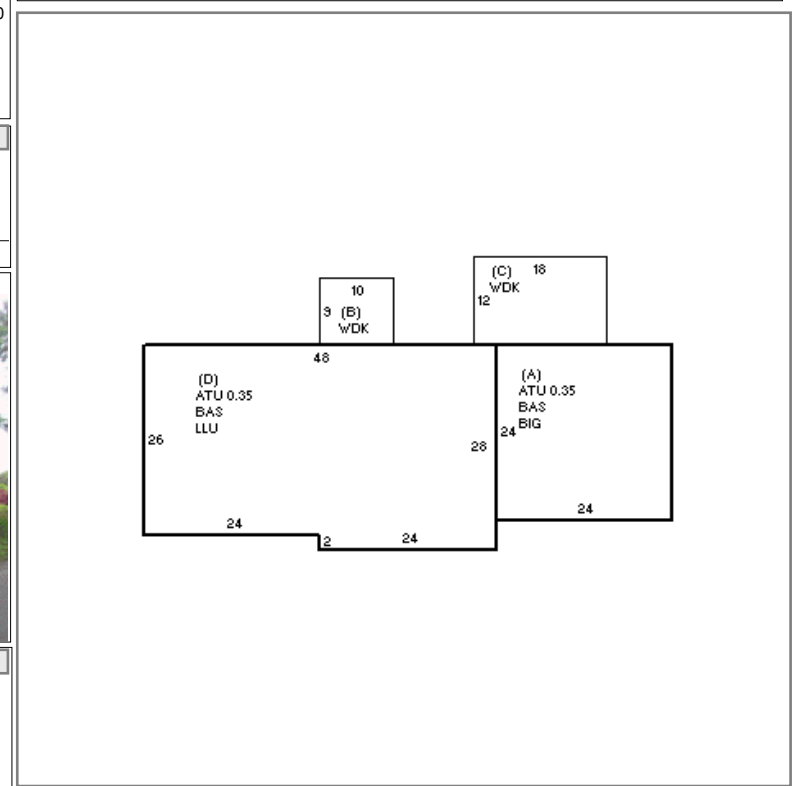 (C) 18
WDK
12
10
9 (B)
WDK
48
(D)
ATU 0.35
BAS
LLU
26
24
2
24
28
(A)
ATU 0.35
BAS
24 BIG
24